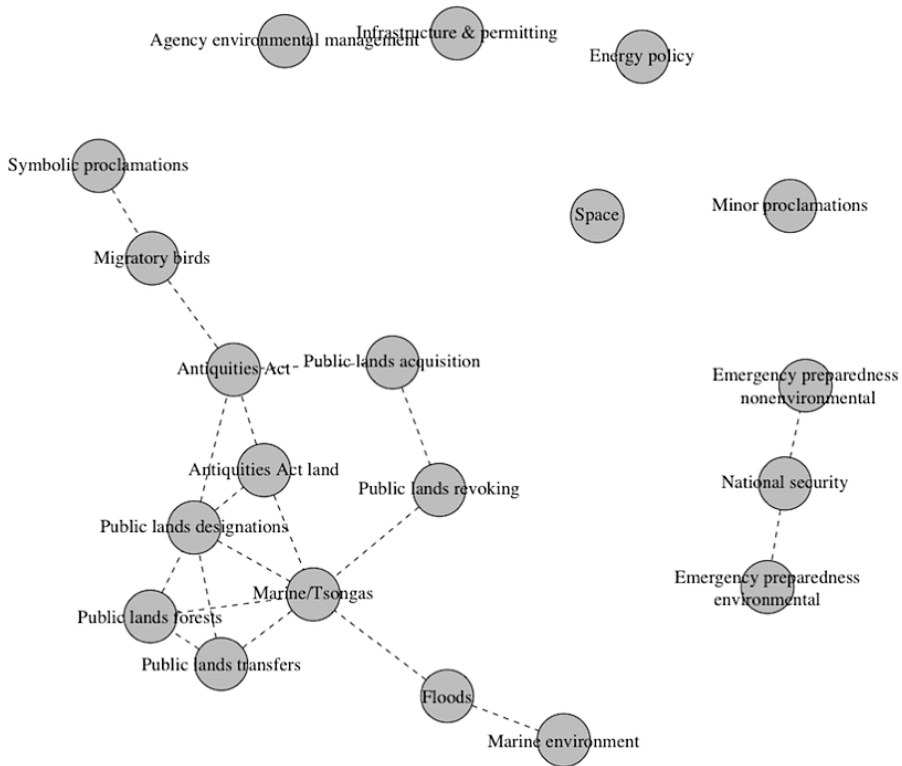 Agency environmental management
Infrastructure & permitting
Energy policy
Symbolic proclamations
Space
Minor proclamations
Migratory birds
Antiquities Act
Public lands acquisition
Emergency preparedness
nonenvironmental
Antiquities Act land
Public lands revoking
National security
Public lands designations
Marine/Tsongas
Emergency preparedness
environmental
Public lands forests
Public lands transfers
Floods
Marine environment